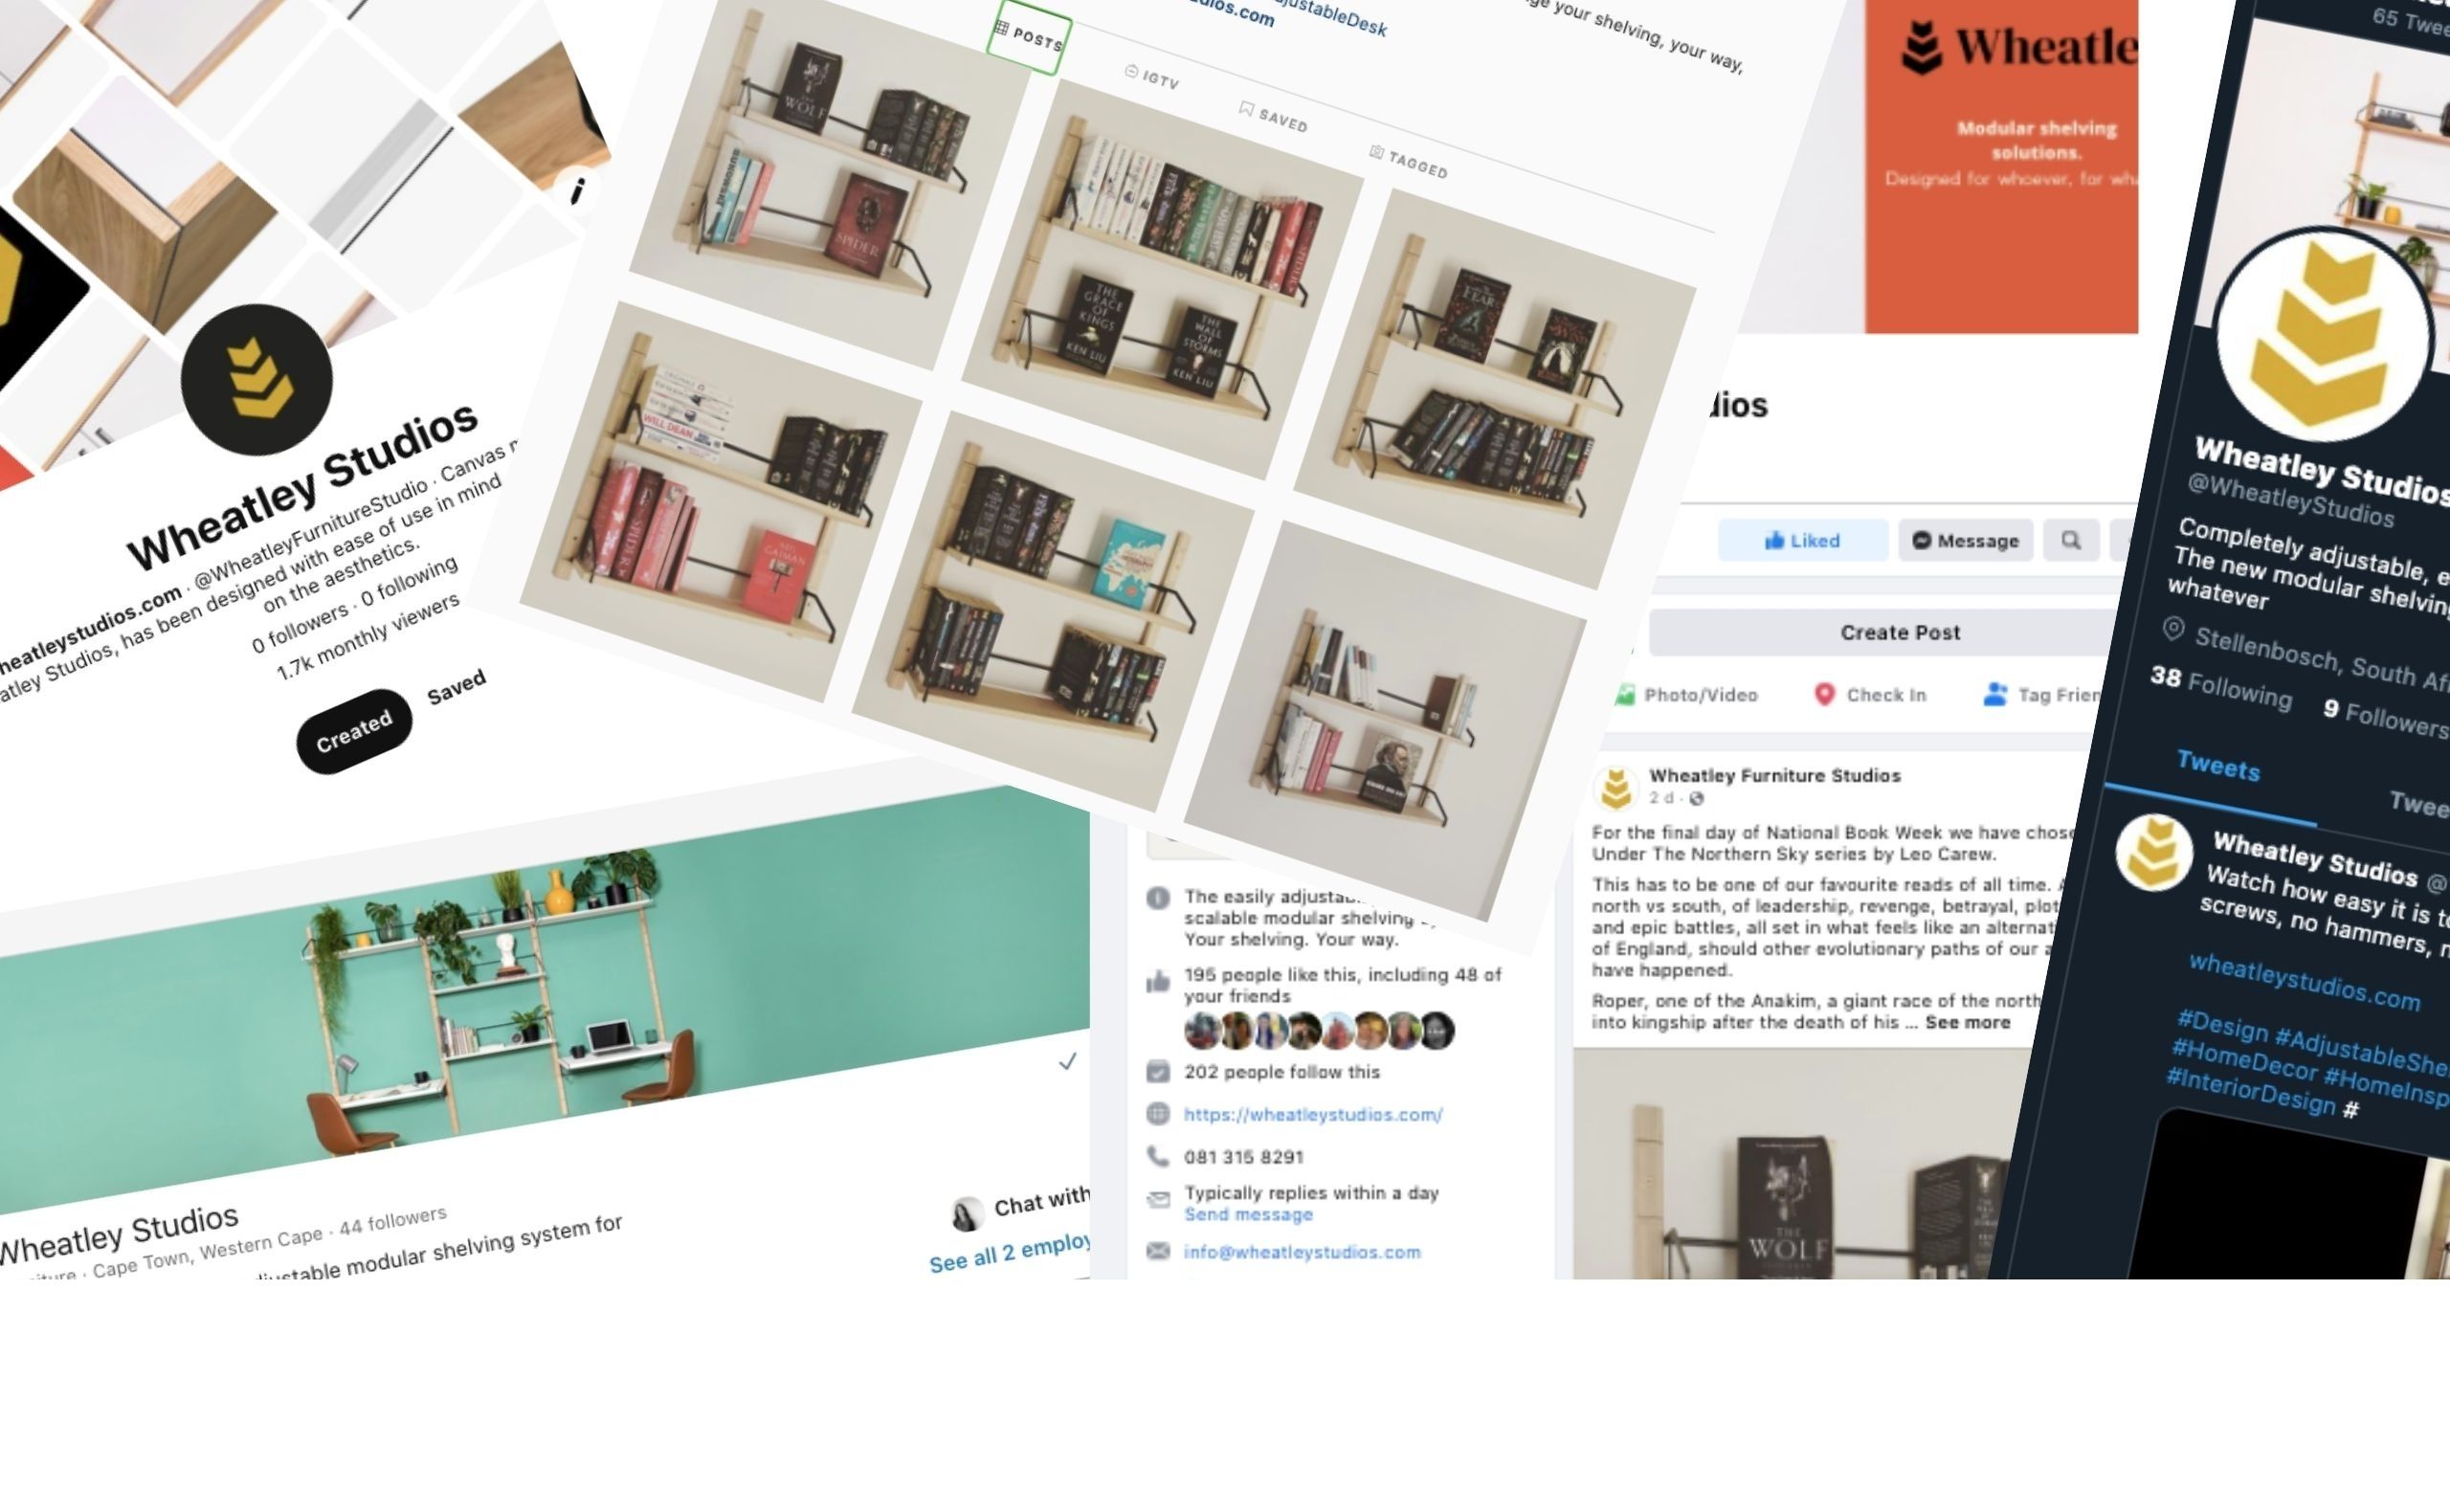 Wheatley Studios
heatleystudios.com · @WheatleyFurnitureStudio · Canvas
atley Studios, has been designed with ease of use in mind
on the aesthetics.
0 followers · 0 following
1.7k monthly viewers
Created
Saved
dios.com
justableDesk
ge your shelving, your way,
POSTS
IGTV
SAVED
TAGGED
THE
WOLF
SPIDER
THE
GRACE
OF
KINGS
KEN LIU
THE
WALL
OF
STORMS
KEN LIU
FEAR
WILL DEAN
NEIL
GAIMAN
Wheatle
Modular shelving
solutions.
Designed for whoever, for wh
dios
Liked
Message
Create Post
Photo/Video
Check In
Tag Frien
The easily adjusta
scalable modular shelving
Your shelving. Your way.
195 people like this, including 48 of
your friends
202 people follow this
https://wheatleystudios.com/
081 315 8291
Typically replies within a day
Send message
info@wheatleystudios.com
Wheatley Furniture Studios
2 d ·
For the final day of National Book Week we have chose
Under The Northern Sky series by Leo Carew.
This has to be one of our favourite reads of all time.
north vs south, of leadership, revenge, betrayal, plot
and epic battles, all set in what feels like an alternat
of England, should other evolutionary paths of our a
have happened.
Roper, one of the Anakim, a giant race of the north
into kingship after the death of his ... See more
THE
WOLF
Wheatley Studios
iture · Cape Town, Western Cape · 44 followers
justable modular shelving system for
Chat with
See all 2 employ
65 Twee
Wheatley Studios
@WheatleyStudios
Completely adjustable, e
The new modular shelving
whatever
Stellenbosch, South Afr
38 Following 9 Followers
Tweets
Twee
Wheatley Studios @
Watch how easy it is to
screws, no hammers, n
wheatleystudios.com
#Design #AdjustableShe
#HomeDecor #HomeInsp
#InteriorDesign #